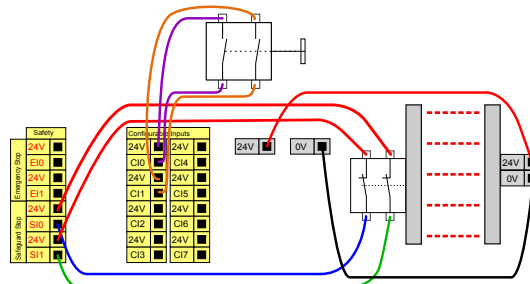 Safety
Emergency Stop
24V
EI0
24V
EI1
Safeguard Stop
24V
SI0
24V
SI1
Configurable Inputs
24V 24V
CI0 CI4
24V 24V
CI1 CI5
24V 24V
CI2 CI6
24V 24V
CI3 CI7
24V
0V
24V
0V